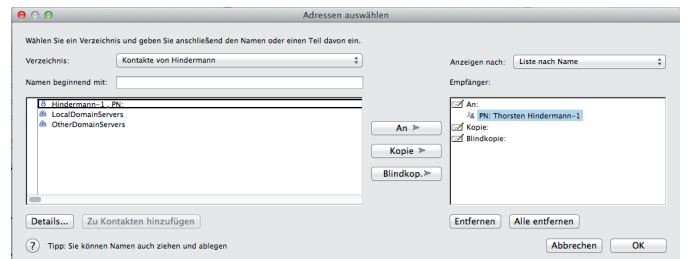 Adressen auswählen
Wählen Sie ein Verzeichnis und geben Sie anschließend den Namen oder einen Teil davon ein.
Verzeichnis: Kontakte von Hindermann
Anzeigen nach: Liste nach Name
Namen beginnend mit:
Empfänger:
Hindermann-1 , PN:
LocalDomainServers
OtherDomainServers
An
Kopie
Blindkop.
An:
PN: Thorsten Hindermann-1
Kopie:
Blindkopie:
Details... Zu Kontakten hinzufügen
Entfernen Alle entfernen
? Tipp: Sie können Namen auch ziehen und ablegen
Abbrechen OK